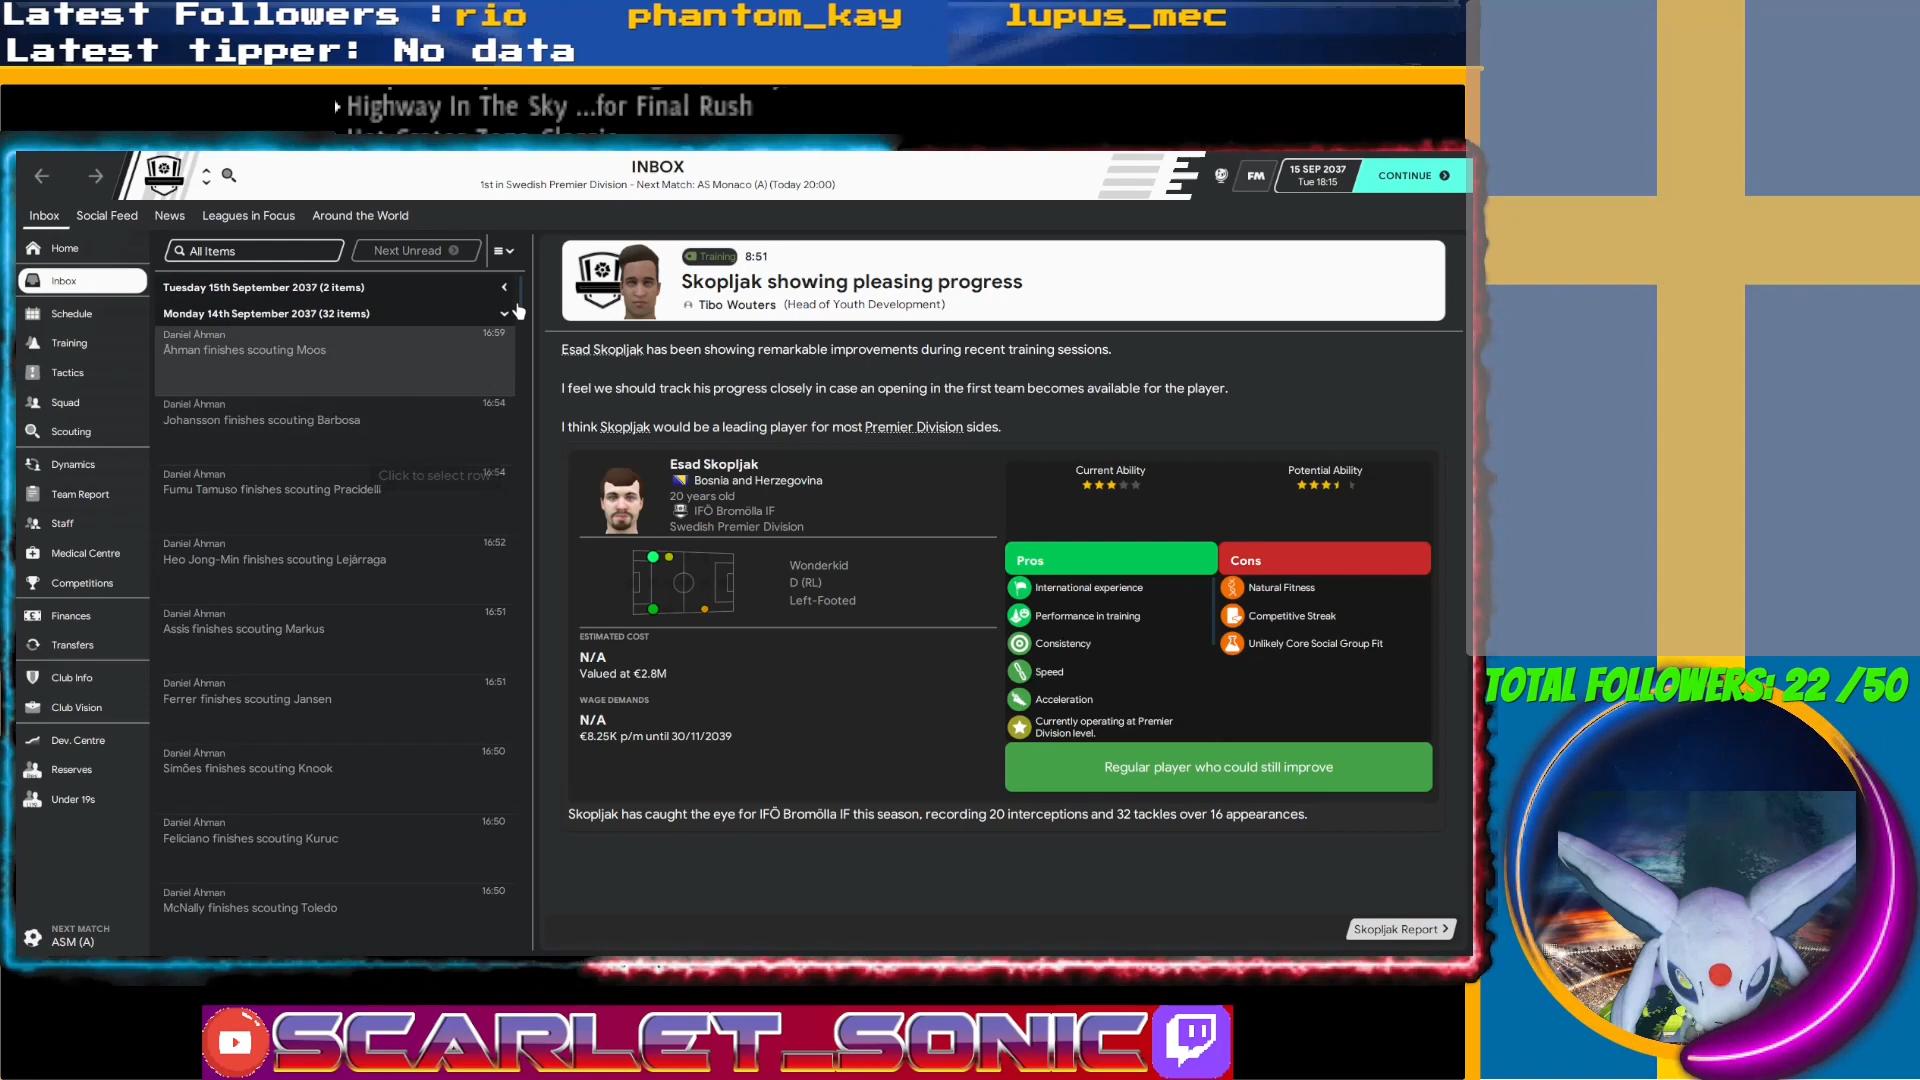 Latest Followers : rio phantom_kay lupus_mec
Latest tipper: No data
Highway In The Sky ...for Final Rush
INBOX
1st in Swedish Premier Division - Next Match: AS Monaco (A) (Today 20:00)
FM
15 SEP 2037
Tue 18:15
CONTINUE
Inbox Social Feed News Leagues in Focus Around the World
Home
Inbox
Schedule
Training
Tactics
Squad
Scouting
Dynamics
Team Report
Staff
Medical Centre
Competitions
Finances
Transfers
Club Info
Club Vision
Dev. Centre
Reserves
Under 19s
NEXT MATCH
ASM (A)
All Items
Next Unread
Tuesday 15th September 2037 (2 items)
Monday 14th September 2037 (32 items)
Daniel Åhman 16:59
Åhman finishes scouting Moos
Daniel Åhman 16:54
Johansson finishes scouting Barbosa
Daniel Åhman 16:54
Click to select row
Fumu Tamuso finishes scouting Pracidelli
Daniel Åhman 16:52
Heo Jong-Min finishes scouting Lejárraga
Daniel Åhman 16:51
Assis finishes scouting Markus
Daniel Åhman 16:51
Ferrer finishes scouting Jansen
Daniel Åhman 16:50
Simões finishes scouting Knook
Daniel Åhman 16:50
Feliciano finishes scouting Kuruc
Daniel Åhman 16:50
McNally finishes scouting Toledo
Training 8:51
Skopljak showing pleasing progress
Tibo Wouters (Head of Youth Development)
Esad Skopljak has been showing remarkable improvements during recent training sessions.
I feel we should track his progress closely in case an opening in the first team becomes available for the player.
I think Skopljak would be a leading player for most Premier Division sides.
Esad Skopljak
Bosnia and Herzegovina
20 years old
IFÖ Bromölla IF
Swedish Premier Division
Wonderkid
D (RL)
Left-Footed
ESTIMATED COST
N/A
Valued at €2.8M
WAGE DEMANDS
N/A
€8.25K p/m until 30/11/2039
Current Ability
Potential Ability
Pros
International experience
Performance in training
Consistency
Speed
Acceleration
Currently operating at Premier
Division level.
Cons
Natural Fitness
Competitive Streak
Unlikely Core Social Group Fit
Regular player who could still improve
Skopljak has caught the eye for IFÖ Bromölla IF this season, recording 20 interceptions and 32 tackles over 16 appearances.
Skopljak Report
TOTAL FOLLOWERS: 22 /50
SCARLET_SONIC